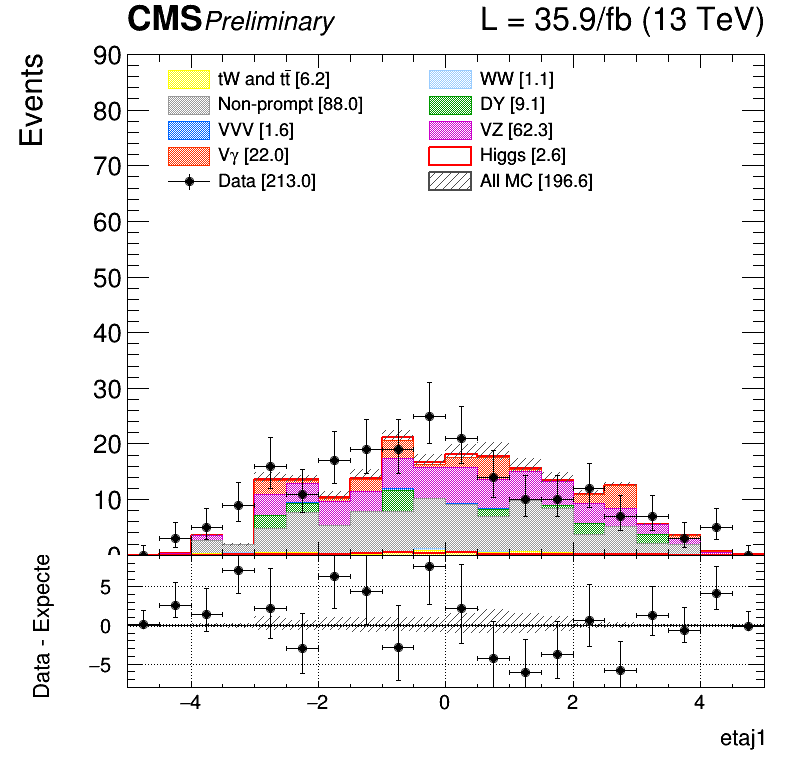 CMS Preliminary L = 35.9/fb (13 TeV)
Events
90
80
70
60
50
40
30
20
10
0
tW and tt̄ [6.2] WW [1.1]
Non-prompt [88.0] DY [9.1]
VVV [1.6] VZ [62.3]
Vγ [22.0] Higgs [2.6]
Data [213.0] All MC [196.6]
Data - Expecte
5
0
−5
−4 −2 0 2 4
etaj1